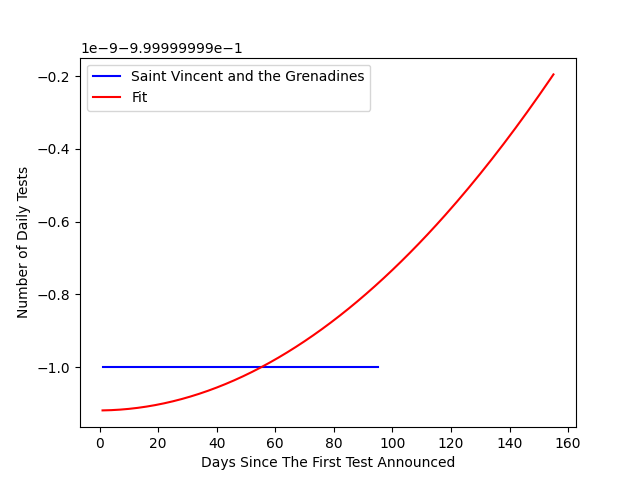 1e−9−9.99999999e−1
Saint Vincent and the Grenadines
Fit
Number of Daily Tests
−0.2
−0.4
−0.6
−0.8
−1.0
0 20 40 60 80 100 120 140 160
Days Since The First Test Announced